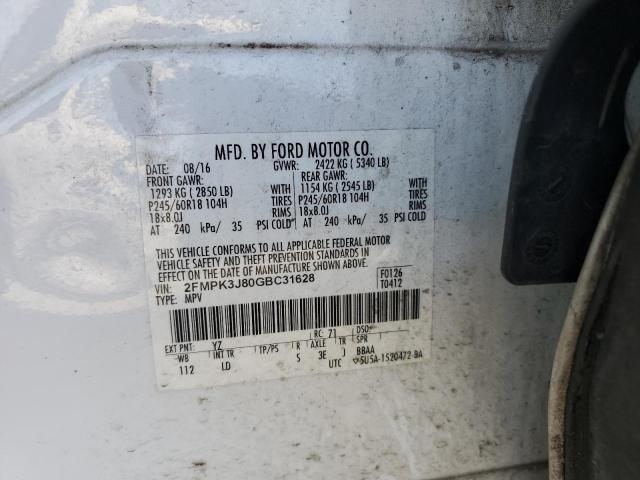 MFD. BY FORD MOTOR CO.
DATE: 08/16 GVWR: 2422 KG ( 5340 LB)
FRONT GAWR: REAR GAWR:
1293 KG ( 2850 LB) WITH 1154 KG ( 2545 LB) WITH
P245/60R18 104H TIRES P245/60R18 104H TIRES
18x8.0J RIMS 18x8.0J RIMS
AT 240 kPa/ 35 PSI COLD AT 240 kPa/ 35 PSI COLD
THIS VEHICLE CONFORMS TO ALL APPLICABLE FEDERAL MOTOR
VEHICLE SAFETY AND THEFT PREVENTION STANDARDS IN
EFFECT ON THE DATE OF MANUFACTURE SHOWN ABOVE.
VIN: 2FMPK3J80GBC31628 F0126
TYPE: MPV T0412
EXT PNT: YZ RC: 71 DSO:
WB INT TR TP/PS R AXLE TR SPR
112 LD S 3E J BBAA
UTC 5U5A-1520472-BA